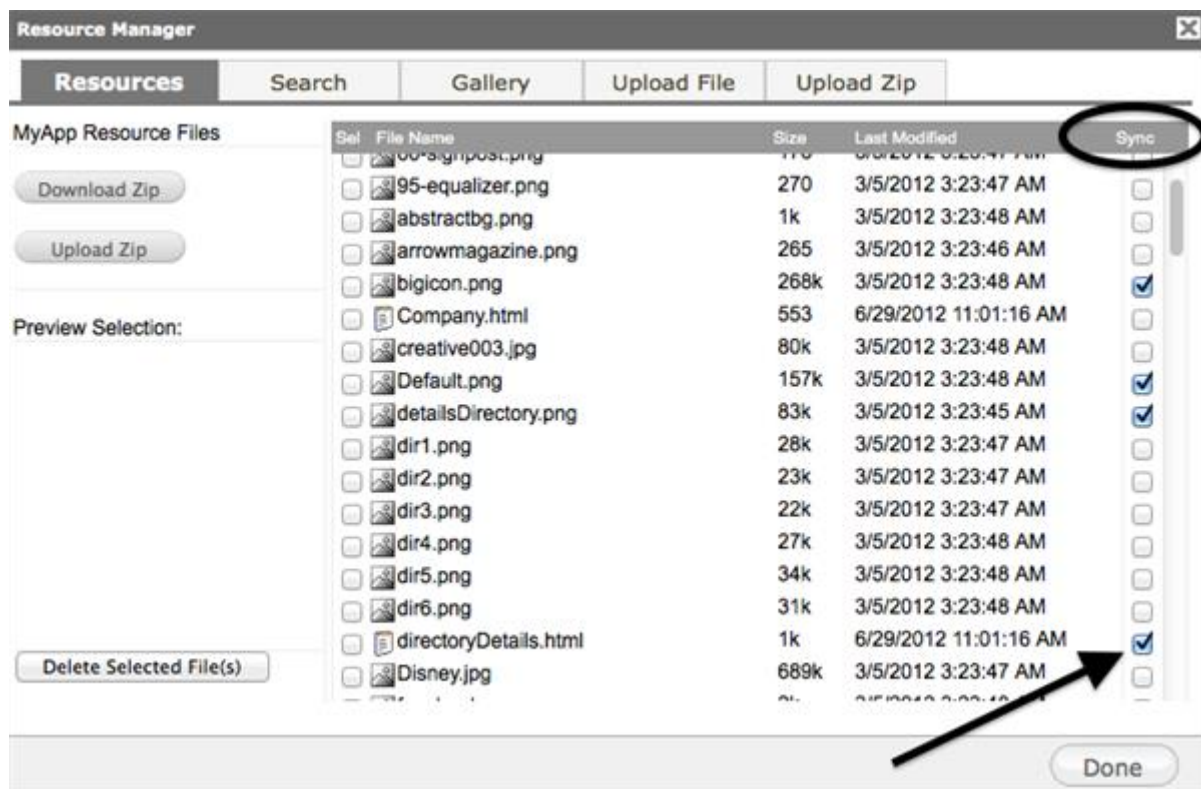 Resource Manager
Resources Search Gallery Upload File Upload Zip
MyApp Resource Files
Download Zip
Upload Zip
Preview Selection:
Delete Selected File(s)
Sel File Name Size Last Modified Sync
95-equalizer.png 270 3/5/2012 3:23:47 AM
abstractbg.png 1k 3/5/2012 3:23:48 AM
arrowmagazine.png 265 3/5/2012 3:23:46 AM
bigicon.png 268k 3/5/2012 3:23:48 AM
Company.html 553 6/29/2012 11:01:16 AM
creative003.jpg 80k 3/5/2012 3:23:48 AM
Default.png 157k 3/5/2012 3:23:48 AM
detailsDirectory.png 83k 3/5/2012 3:23:45 AM
dir1.png 28k 3/5/2012 3:23:47 AM
dir2.png 23k 3/5/2012 3:23:47 AM
dir3.png 22k 3/5/2012 3:23:47 AM
dir4.png 27k 3/5/2012 3:23:48 AM
dir5.png 34k 3/5/2012 3:23:48 AM
dir6.png 31k 3/5/2012 3:23:48 AM
directoryDetails.html 1k 6/29/2012 11:01:16 AM
Disney.jpg 689k 3/5/2012 3:23:47 AM
Done